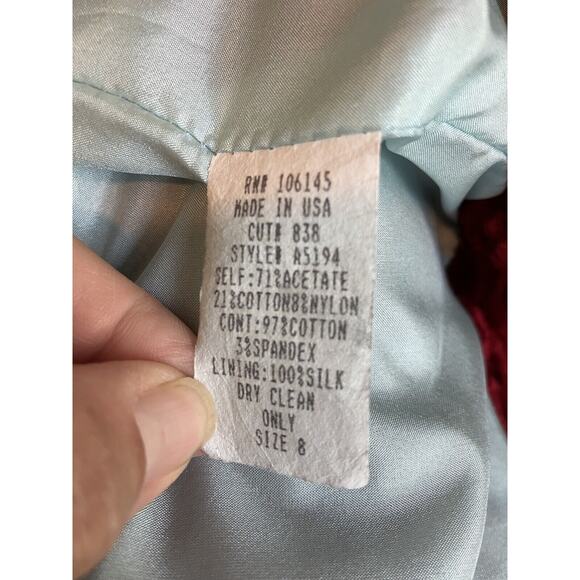 RN# 106145
MADE IN USA
CUT# 838
STYLE# A5194
SELF:71%ACETATE
21%COTTON8%NYLON
CONT:97%COTTON
3%SPANDEX
LINING:100%SILK
DRY CLEAN
ONLY
SIZE 8